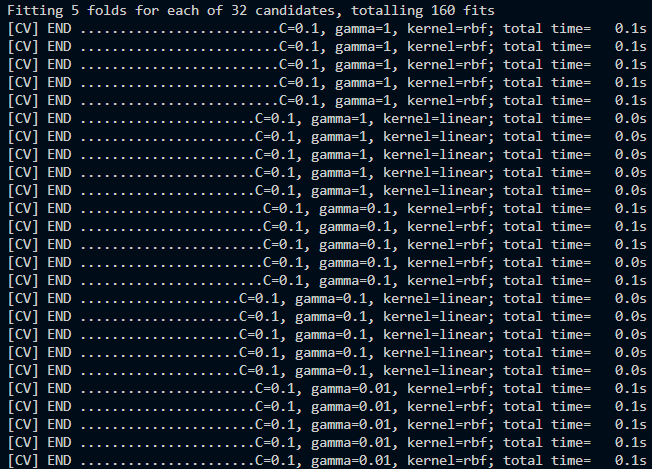 Fitting 5 folds for each of 32 candidates, totalling 160 fits
[CV] END .........................C=0.1, gamma=1, kernel=rbf; total time=   0.1s
[CV] END .........................C=0.1, gamma=1, kernel=rbf; total time=   0.1s
[CV] END .........................C=0.1, gamma=1, kernel=rbf; total time=   0.1s
[CV] END .........................C=0.1, gamma=1, kernel=rbf; total time=   0.1s
[CV] END .........................C=0.1, gamma=1, kernel=rbf; total time=   0.1s
[CV] END ......................C=0.1, gamma=1, kernel=linear; total time=   0.0s
[CV] END ......................C=0.1, gamma=1, kernel=linear; total time=   0.0s
[CV] END ......................C=0.1, gamma=1, kernel=linear; total time=   0.0s
[CV] END ......................C=0.1, gamma=1, kernel=linear; total time=   0.0s
[CV] END ......................C=0.1, gamma=1, kernel=linear; total time=   0.0s
[CV] END .......................C=0.1, gamma=0.1, kernel=rbf; total time=   0.1s
[CV] END .......................C=0.1, gamma=0.1, kernel=rbf; total time=   0.1s
[CV] END .......................C=0.1, gamma=0.1, kernel=rbf; total time=   0.1s
[CV] END .......................C=0.1, gamma=0.1, kernel=rbf; total time=   0.0s
[CV] END .......................C=0.1, gamma=0.1, kernel=rbf; total time=   0.1s
[CV] END ....................C=0.1, gamma=0.1, kernel=linear; total time=   0.0s
[CV] END ....................C=0.1, gamma=0.1, kernel=linear; total time=   0.0s
[CV] END ....................C=0.1, gamma=0.1, kernel=linear; total time=   0.0s
[CV] END ....................C=0.1, gamma=0.1, kernel=linear; total time=   0.0s
[CV] END ....................C=0.1, gamma=0.1, kernel=linear; total time=   0.0s
[CV] END ......................C=0.1, gamma=0.01, kernel=rbf; total time=   0.1s
[CV] END ......................C=0.1, gamma=0.01, kernel=rbf; total time=   0.1s
[CV] END ......................C=0.1, gamma=0.01, kernel=rbf; total time=   0.1s
[CV] END ......................C=0.1, gamma=0.01, kernel=rbf; total time=   0.1s
[CV] END ......................C=0.1, gamma=0.01, kernel=rbf; total time=   0.1s